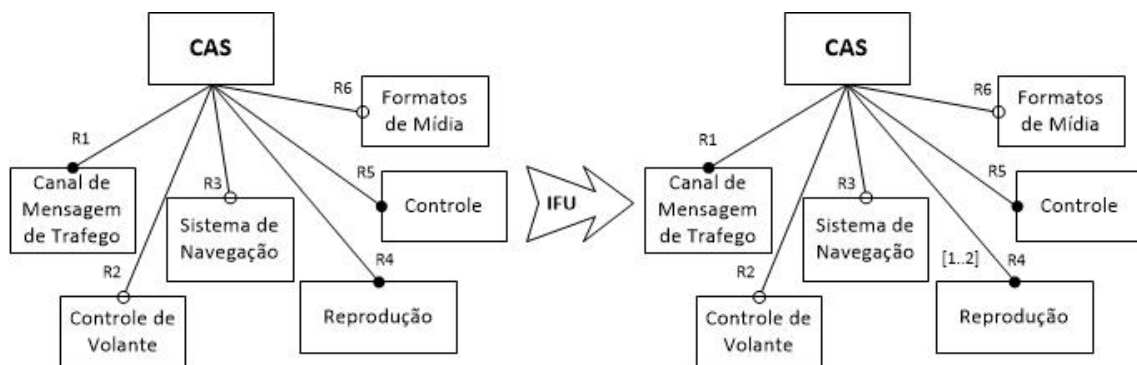 CAS
R6
Formatos
de Mídia
R1
R5
R3
Canal de
Mensagem
de Trafego
Controle
Sistema de
Navegação
R2
R4
Controle de
Volante
Reprodução
IFU
CAS
R6
Formatos
de Mídia
R1
R5
R3
Canal de
Mensagem
de Trafego
Controle
Sistema de
Navegação
R2
[1..2]
R4
Controle de
Volante
Reprodução